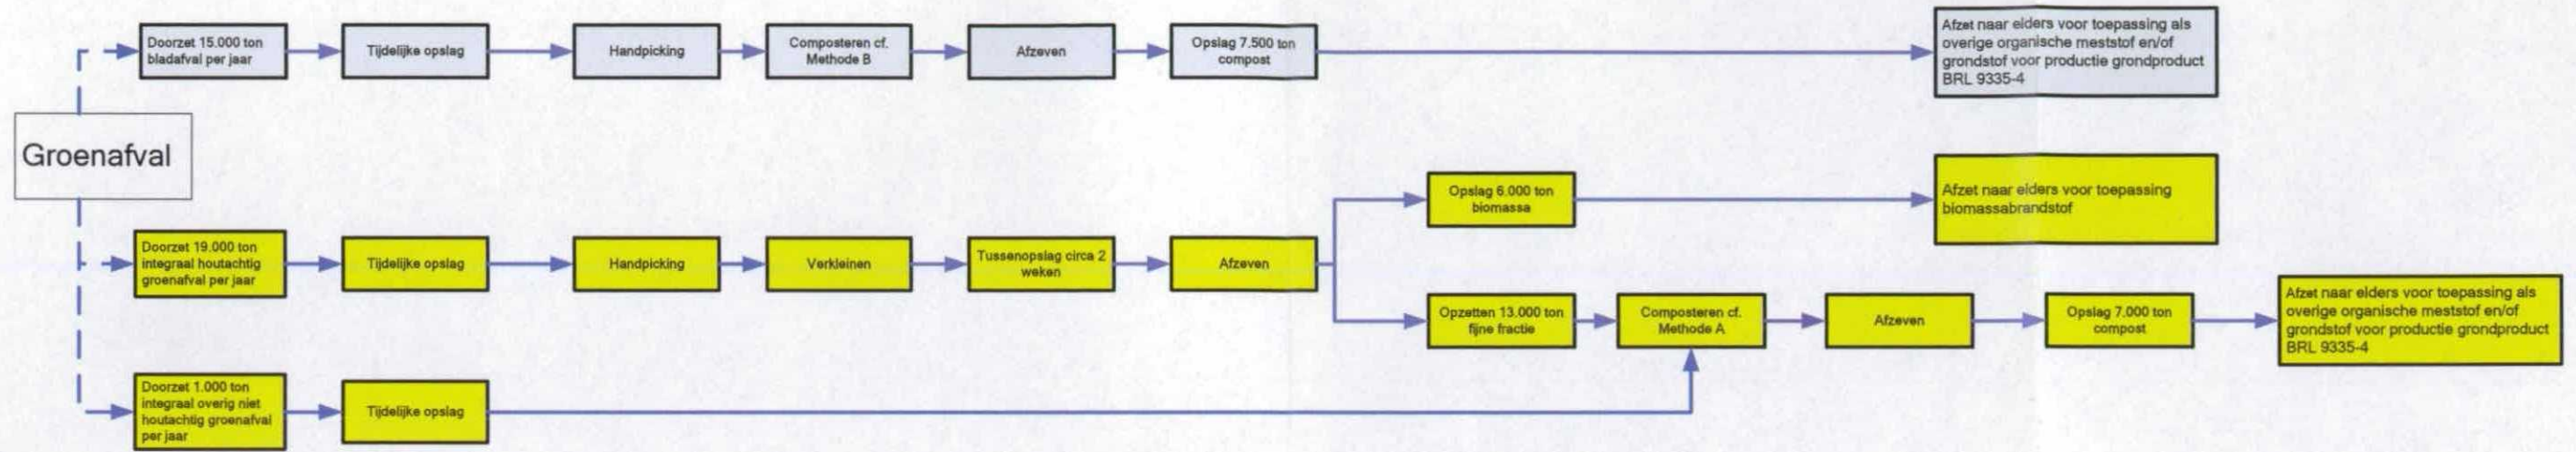 Doorzet 15.000 ton
bladafval per jaar
Tijdelijke opslag
Handpicking
Composteren cf.
Methode B
Afzeven
Opslag 7.500 ton
compost
Afzet naar elders voor toepassing als
overige organische meststof en/of
grondstof voor productie grondproduct
BRL 9335-4
Groenafval
Doorzet 19.000 ton
integraal houtachtig
groenafval per jaar
Tijdelijke opslag
Handpicking
Verkleinen
Tussenopslag circa 2
weken
Afzeven
Opslag 6.000 ton
biomassa
Afzet naar elders voor toepassing
biomassabrandstof
Opzetten 13.000 ton
fijne fractie
Composteren cf.
Methode A
Afzeven
Opslag 7.000 ton
compost
Afzet naar elders voor toepassing als
overige organische meststof en/of
grondstof voor productie grondproduct
BRL 9335-4
Doorzet 1.000 ton
integraal overig niet
houtachtig groenafval
per jaar
Tijdelijke opslag